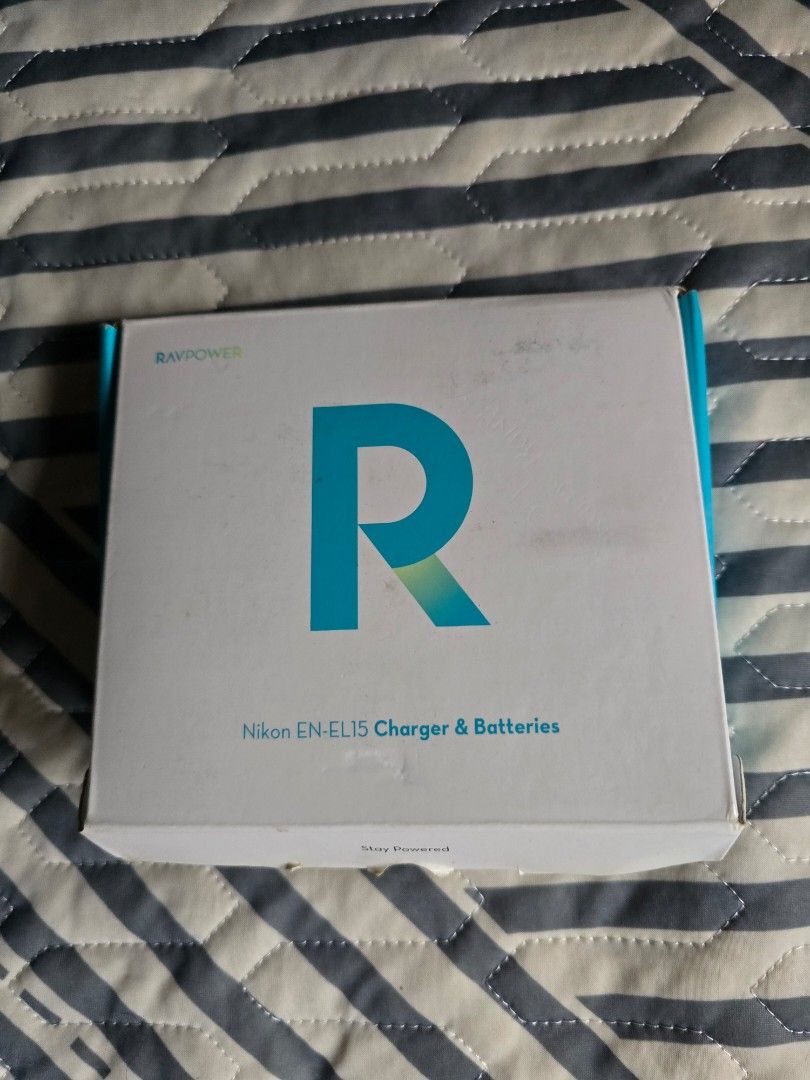 RAVPOWER
R
Nikon EN-EL15 Charger & Batteries
Stay Powered